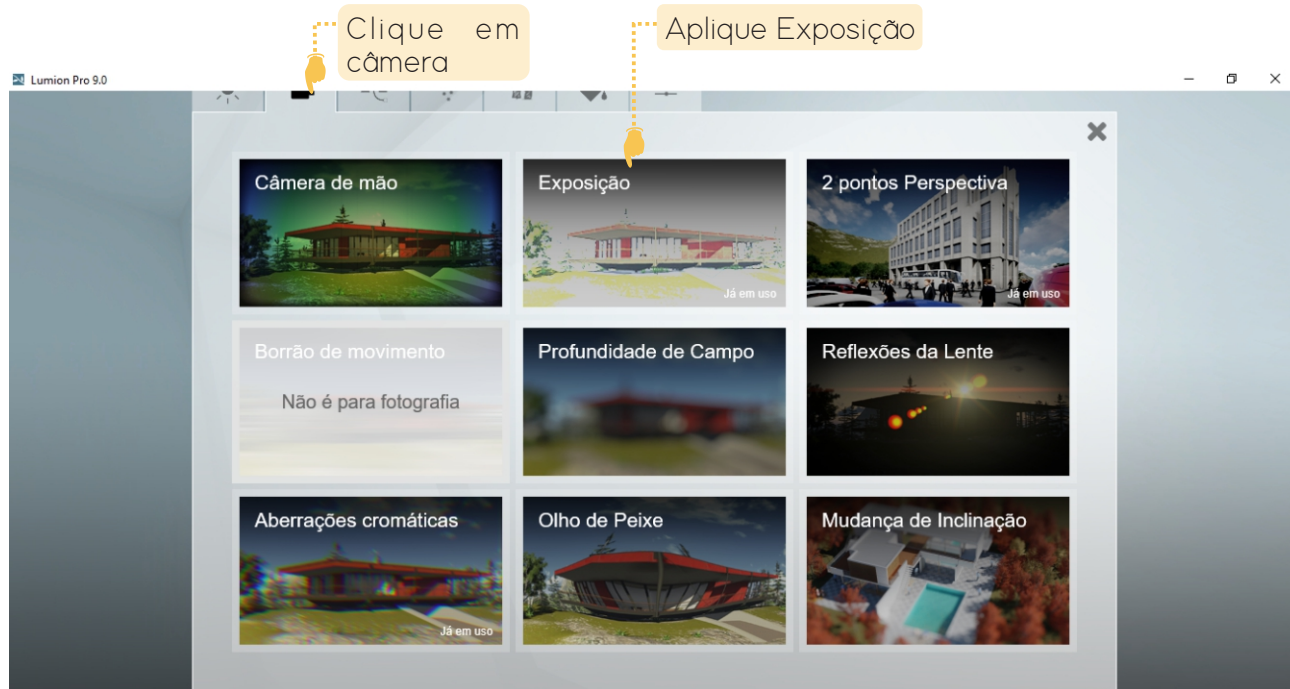 Clique em
câmera
Aplique Exposição
Lumion Pro 9.0
Câmera de mão
Exposição
Já em uso
2 pontos Perspectiva
Já em uso
Borrão de movimento
Não é para fotografia
Profundidade de Campo
Reflexões da Lente
Aberrações cromáticas
Já em uso
Olho de Peixe
Mudança de Inclinação